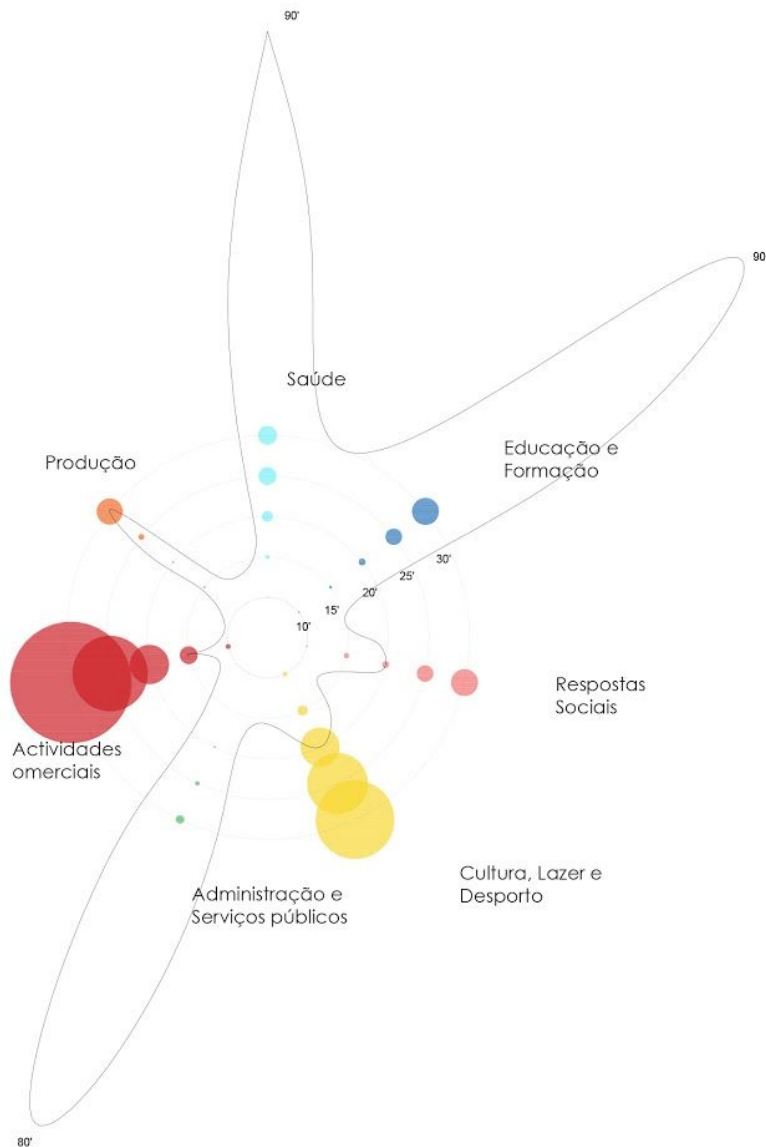 90'
90
Saúde
Educação e
Formação
Produção
30'
25'
20'
15'
10'
Respostas
Sociais
Actividades
omerciais
Cultura, Lazer e
Desporto
Administração e
Serviços públicos
80'